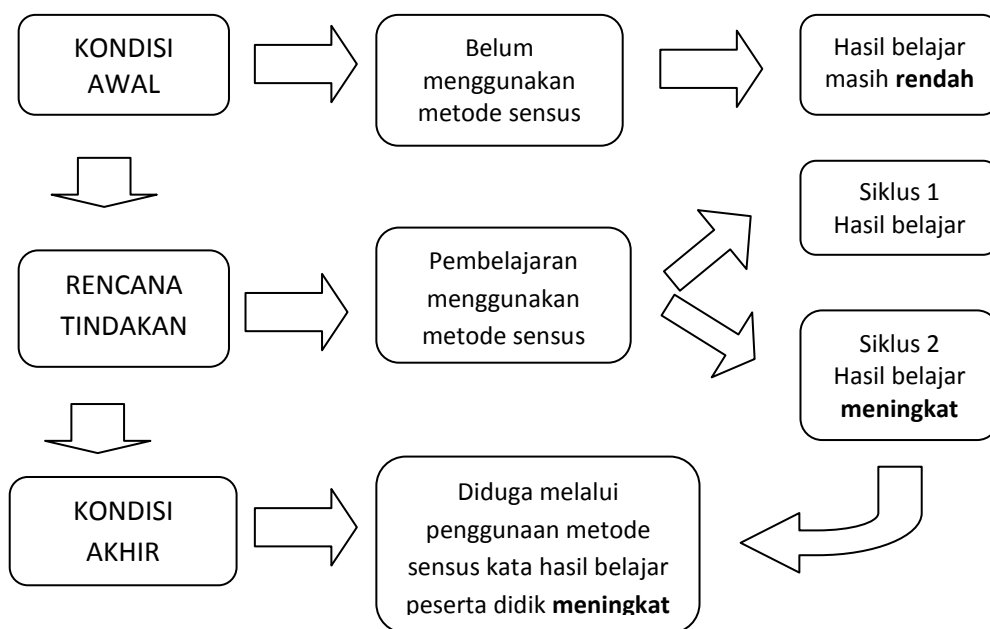 KONDISI
AWAL
Belum
menggunakan
metode sensus
Hasil belajar
masih rendah
Siklus 1
Hasil belajar
RENCANA
TINDAKAN
Pembelajaran
menggunakan
metode sensus
Siklus 2
Hasil belajar
meningkat
KONDISI
AKHIR
Diduga melalui
penggunaan metode
sensus kata hasil belajar
peserta didik meningkat